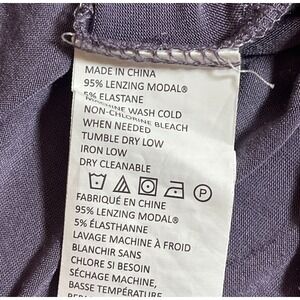 MADE IN CHINA
95% LENZING MODAL®
5% ELASTANE
MACHINE WASH COLD
NON-CHLORINE BLEACH
WHEN NEEDED
TUMBLE DRY LOW
IRON LOW
DRY CLEANABLE
P
FABRIQUÉ EN CHINE
95% LENZING MODAL®
5% ÉLASTHANNE
LAVAGE MACHINE À FROID
BLANCHIR SANS
CHLORE SI BESOIN
SÉCHAGE MACHINE,
BASSE TEMPÉRATURE